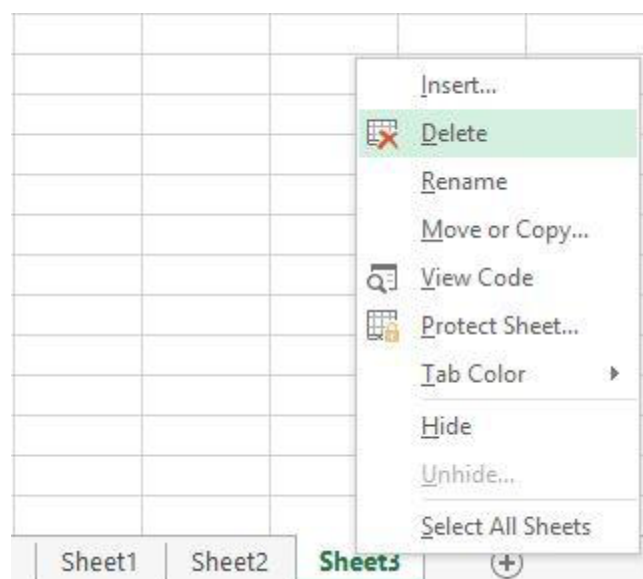 Insert...
Delete
Rename
Move or Copy...
View Code
Protect Sheet...
Tab Color
Hide
Unhide...
Select All Sheets
Sheet1 Sheet2 Sheet3